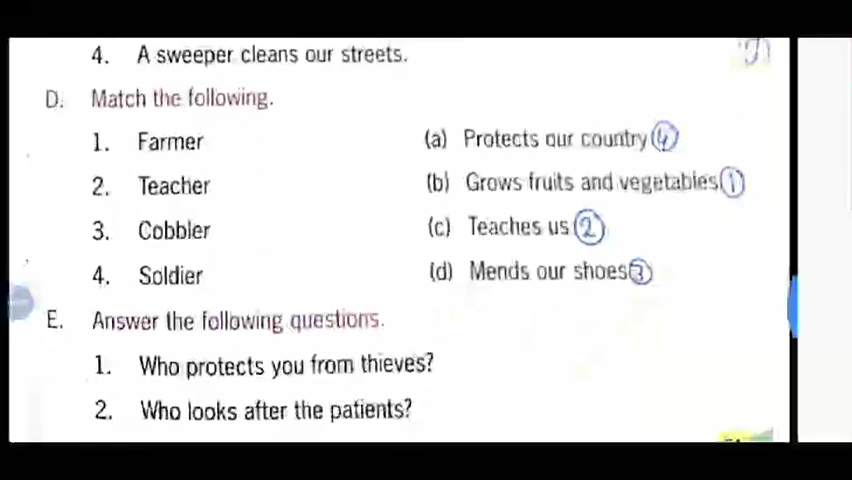 4. A sweeper cleans our streets.
D. Match the following.
1. Farmer (a) Protects our country 4
2. Teacher (b) Grows fruits and vegetables 1
3. Cobbler (c) Teaches us 2
4. Soldier (d) Mends our shoes 3
E. Answer the following questions.
1. Who protects you from thieves?
2. Who looks after the patients?